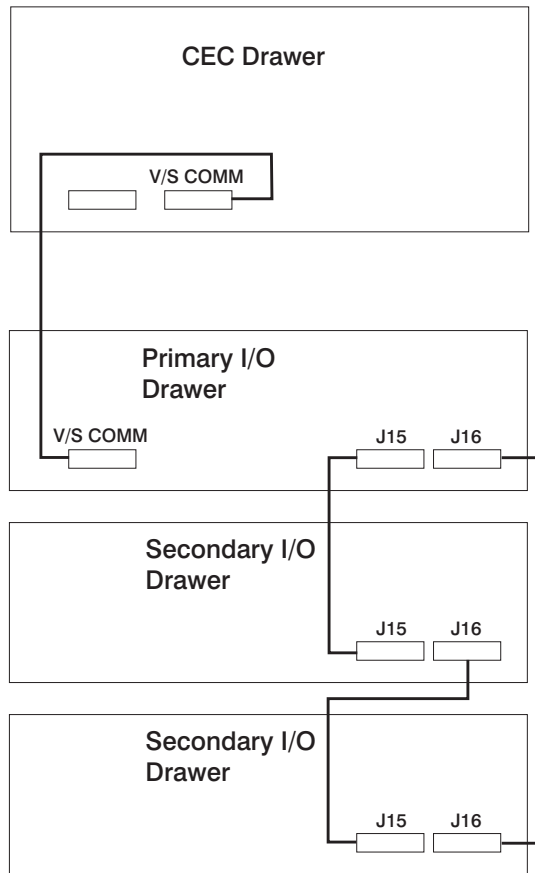 CEC Drawer
V/S COMM
Primary I/O
Drawer
V/S COMM
J15 J16
Secondary I/O
Drawer
J15 J16
Secondary I/O
Drawer
J15 J16